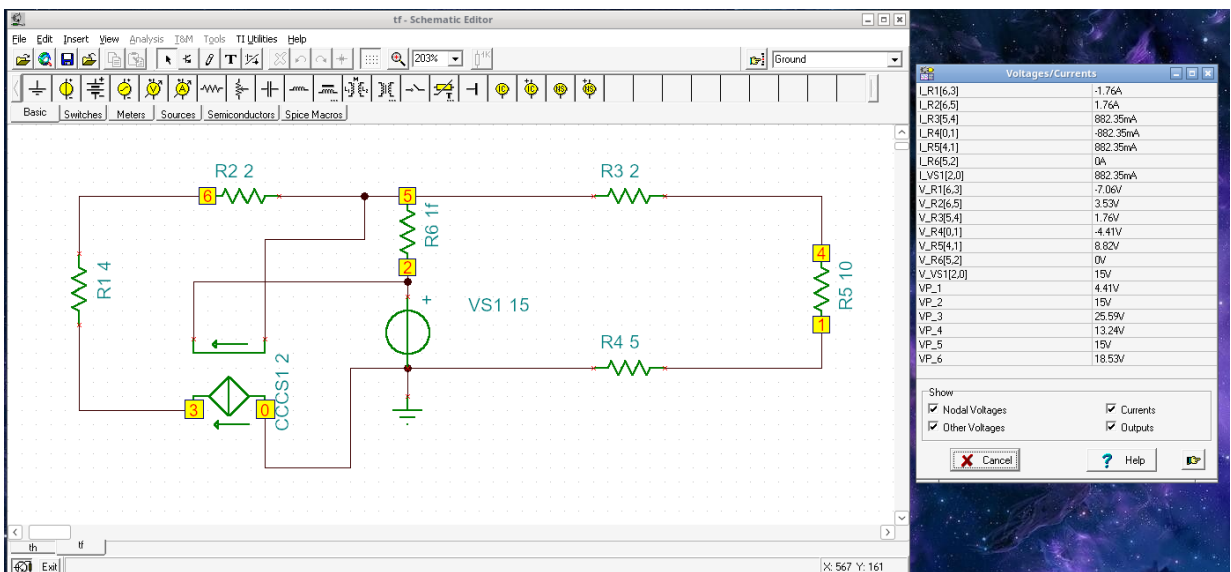 tf - Schematic Editor
File Edit Insert View Analysis T&M Tools TI Utilities Help
T 203% 1K Ground
Basic Switches Meters Sources Semiconductors Spice Macros
R2 2
R3 2
6
5
R6 1f
2
4
R1 4
+
VS1 15
R5 10
1
R4 5
CCCS1 2
3
0
th tf
Exit X: 567 Y: 161
Voltages/Currents
I_R1[6,3] -1.76A
I_R2[6,5] 1.76A
I_R3[5,4] 882.35mA
I_R4[0,1] -882.35mA
I_R5[4,1] 882.35mA
I_R6[5,2] 0A
I_VS1[2,0] 882.35mA
V_R1[6,3] -7.06V
V_R2[6,5] 3.53V
V_R3[5,4] 1.76V
V_R4[0,1] -4.41V
V_R5[4,1] 8.82V
V_R6[5,2] 0V
V_VS1[2,0] 15V
VP_1 4.41V
VP_2 15V
VP_3 25.59V
VP_4 13.24V
VP_5 15V
VP_6 18.53V
Show
Nodal Voltages Currents
Other Voltages Outputs
Cancel ? Help